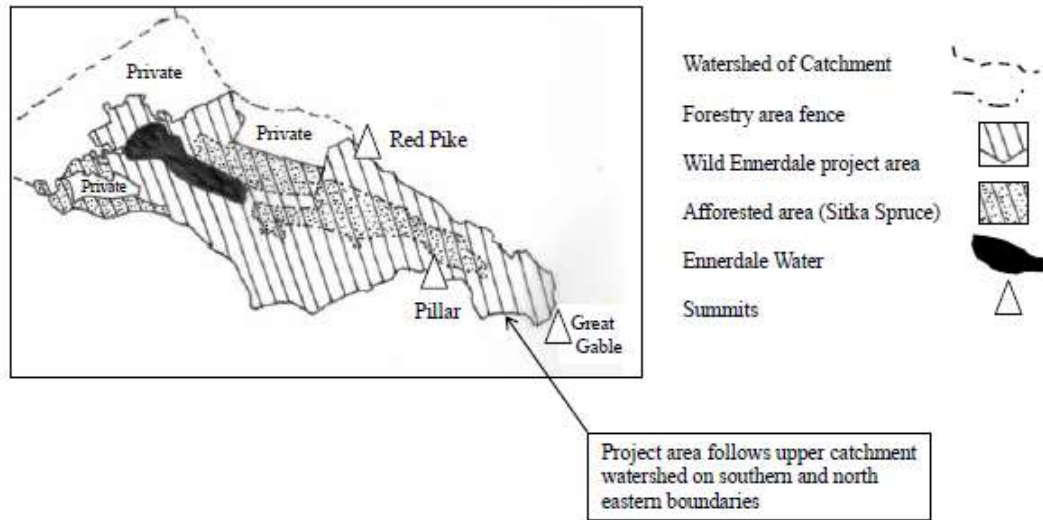 Private
Private
Red Pike
Private
Pillar
Great
Gable
Watershed of Catchment
Forestry area fence
Wild Ennerdale project area
Afforested area (Sitka Spruce)
Ennerdale Water
Summits
Project area follows upper catchment
watershed on southern and north
eastern boundaries